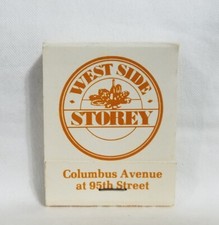 WEST SIDE
STOREY
Columbus Avenue
at 95th Street